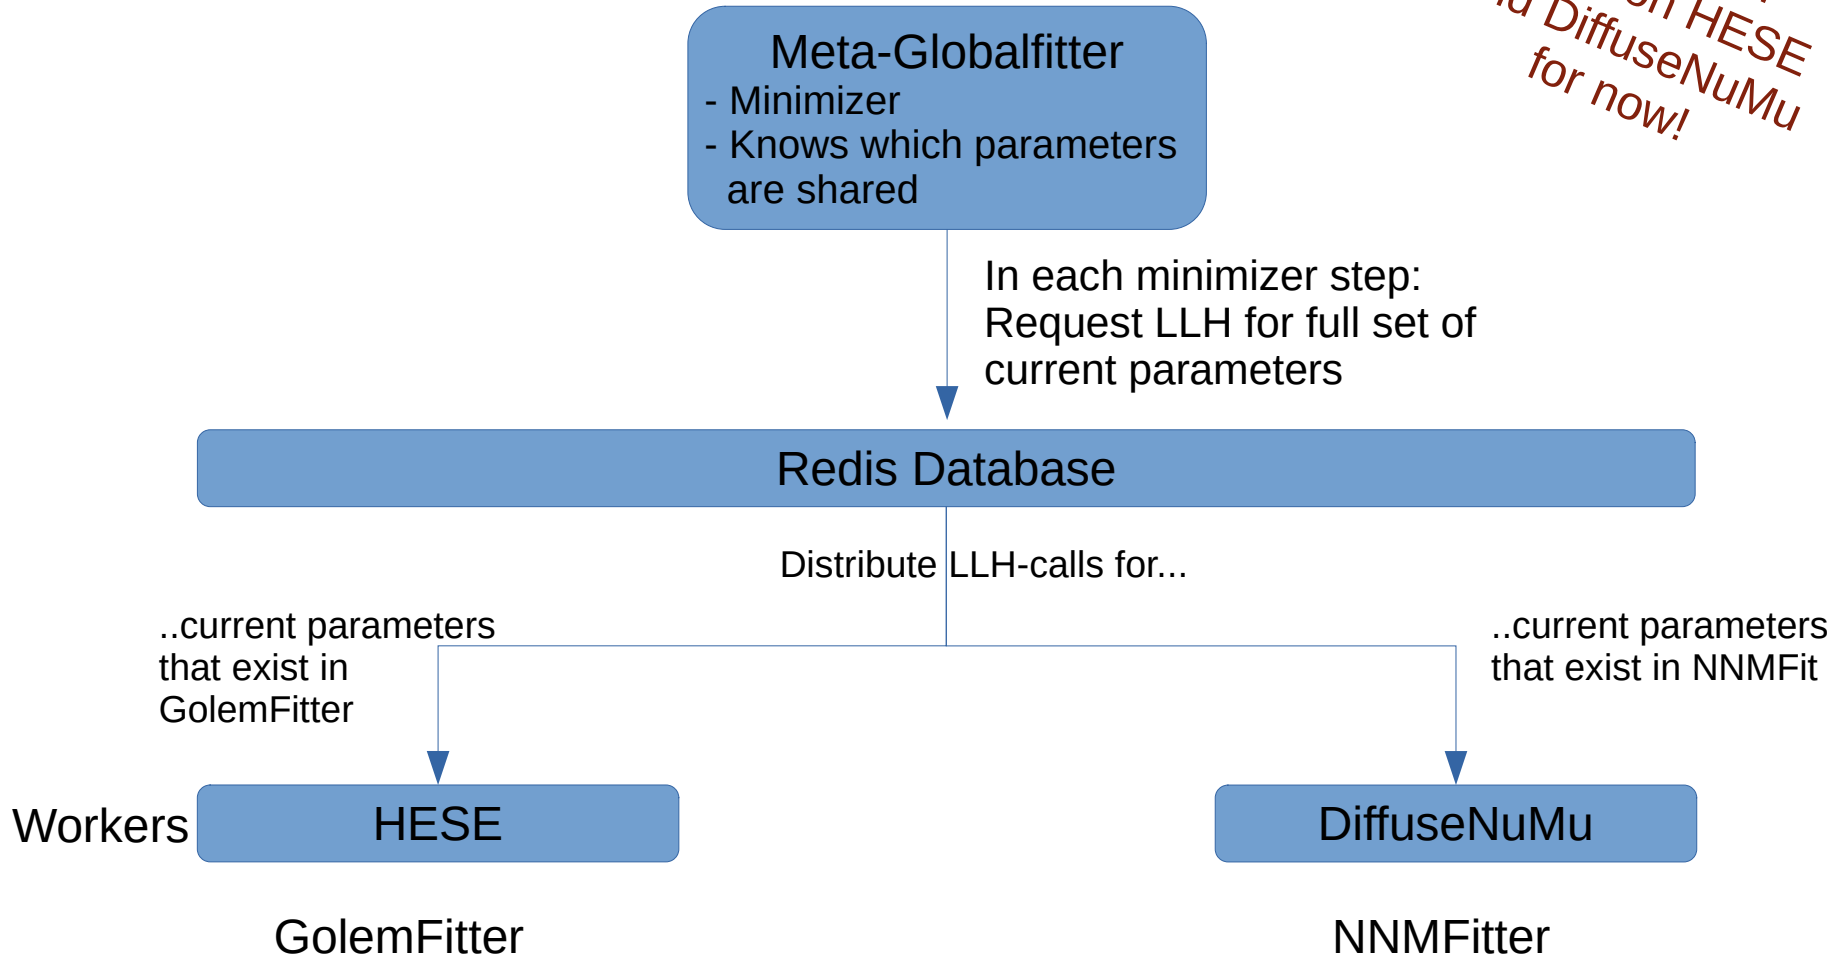 Meta-Globalfitter
- Minimizer
- Knows which parameters
are shared
on HESE
DiffuseNuMu
for now!
In each minimizer step:
Request LLH for full set of
current parameters
Redis Database
Distribute LLH-calls for...
..current parameters
that exist in
GolemFitter
..current parameters
that exist in NNMFit
Workers
HESE
DiffuseNuMu
GolemFitter
NNMFitter